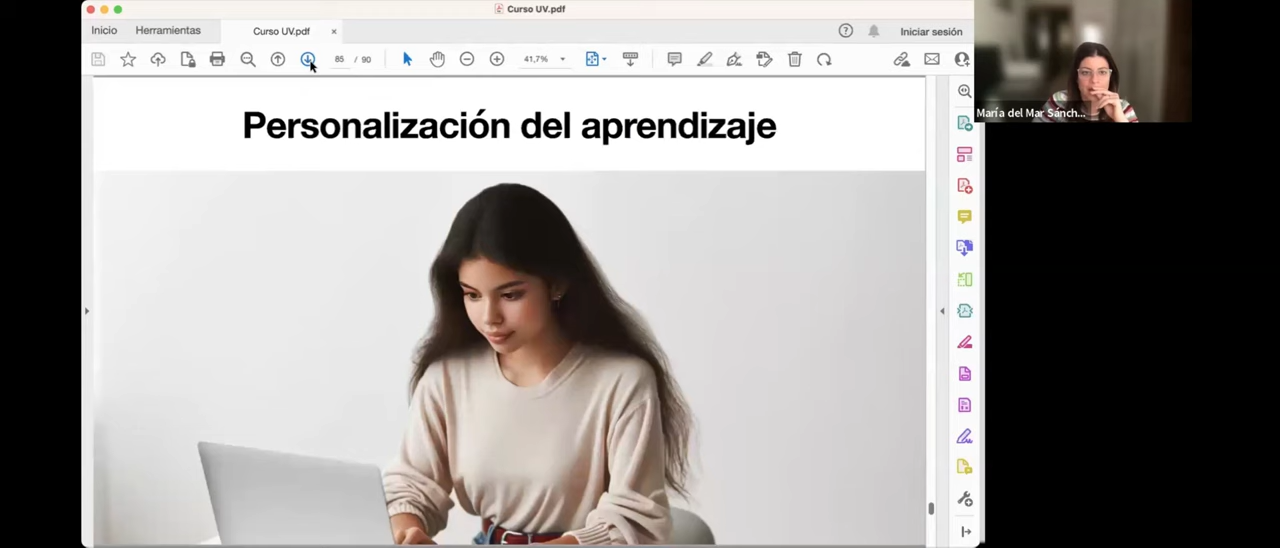 Curso UV.pdf
Inicio Herramientas Curso UV.pdf × Iniciar sesión
85 / 90 41,7%
Personalización del aprendizaje
María del Mar Sánch...